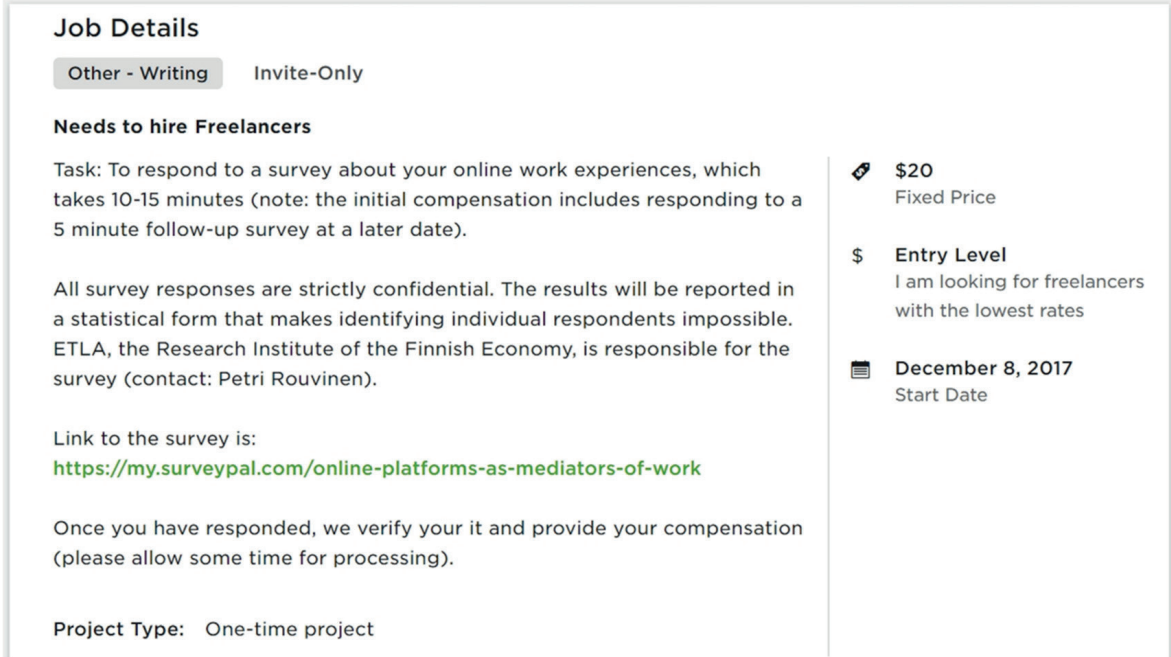 Job Details
Other - Writing
Invite-Only
Needs to hire Freelancers
Task: To respond to a survey about your online work experiences, which
takes 10-15 minutes (note: the initial compensation includes responding to a
5 minute follow-up survey at a later date).
All survey responses are strictly confidential. The results will be reported in
a statistical form that makes identifying individual respondents impossible.
ETLA, the Research Institute of the Finnish Economy, is responsible for the
survey (contact: Petri Rouvinen).
Link to the survey is:
https://my.surveypal.com/online-platforms-as-mediators-of-work
Once you have responded, we verify your it and provide your compensation
(please allow some time for processing).
Project Type: One-time project
$20
Fixed Price
$ Entry Level
I am looking for freelancers
with the lowest rates
December 8, 2017
Start Date